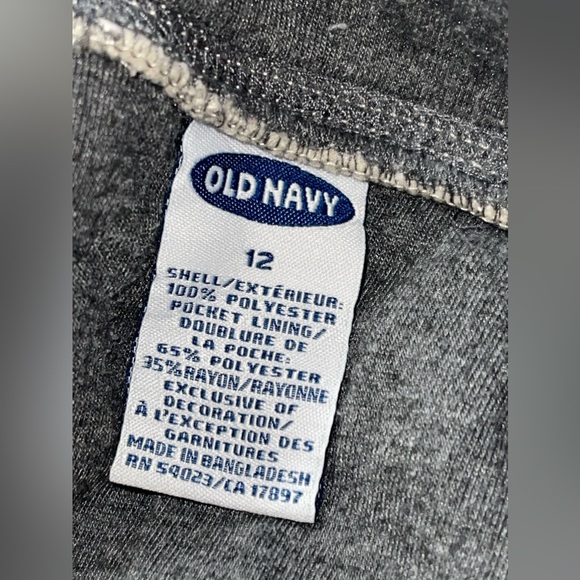 OLD NAVY
12
SHELL/EXTÉRIEUR:
100% POLYESTER
POCKET LINING/
DOUBLURE DE
LA POCHE:
65% POLYESTER
35% RAYON/RAYONNE
EXCLUSIVE OF
DECORATION/
À L'EXCEPTION DES
GARNITURES
MADE IN BANGLADESH
RN 54023/CA 17897